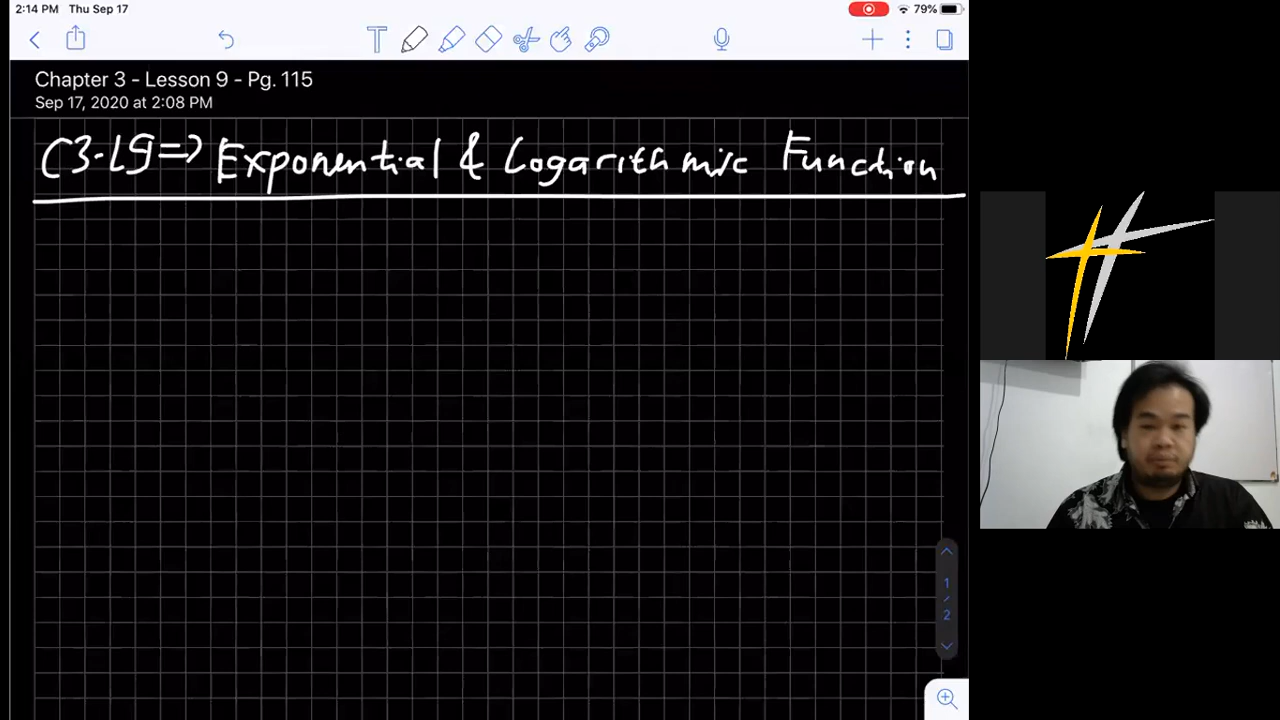 2:14 PM Thu Sep 17
79%
Chapter 3 - Lesson 9 - Pg. 115
Sep 17, 2020 at 2:08 PM
C3.L9=> Exponential & Logarithmic Function
1
/
2